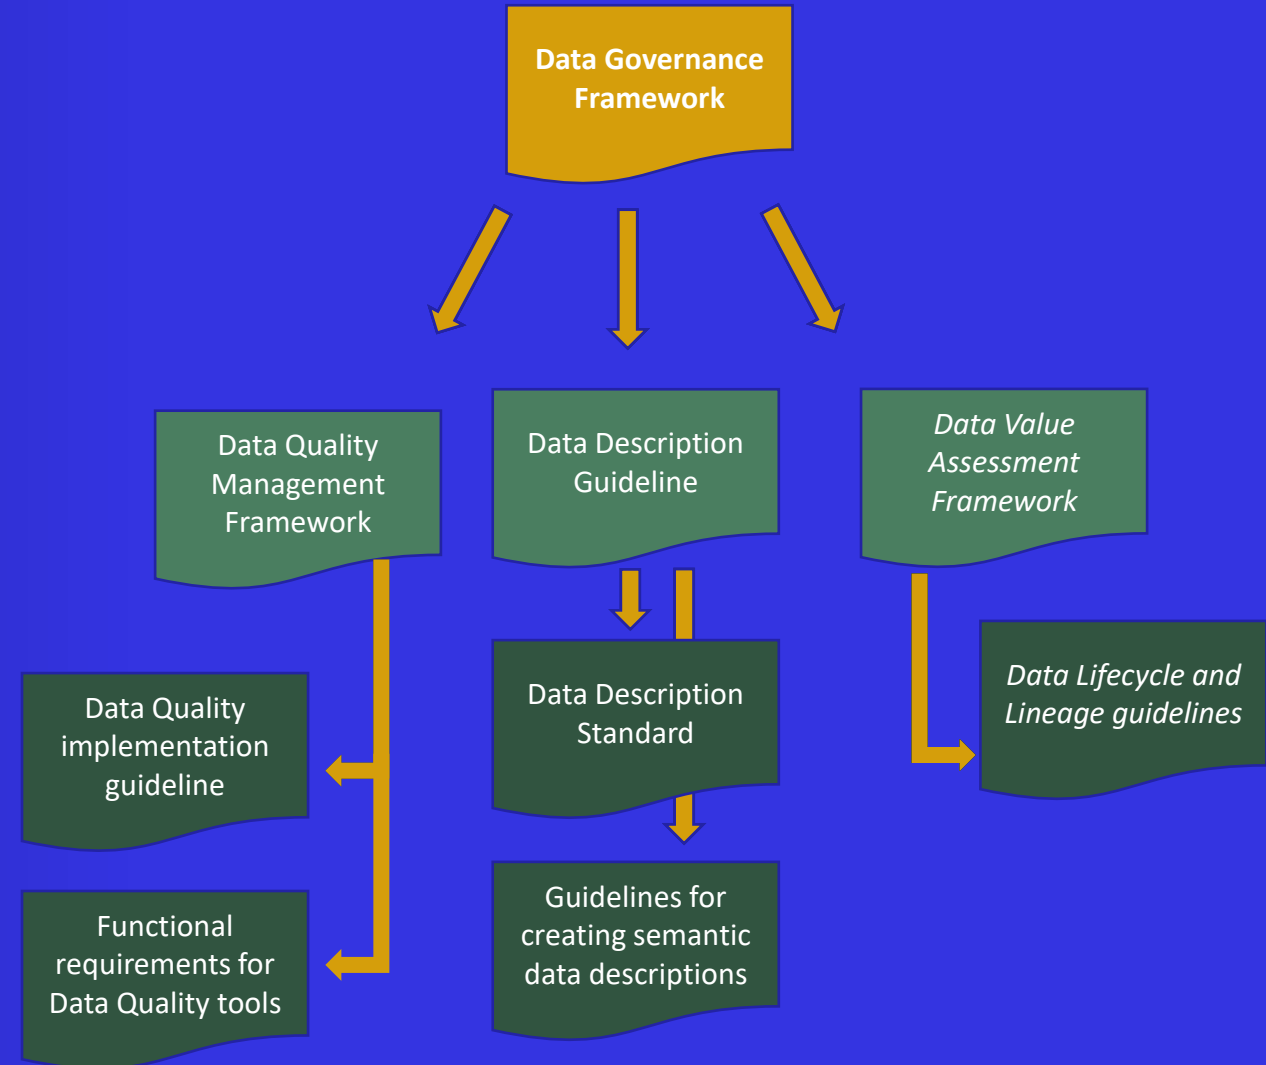 Data Governance
Framework
Data Quality
Management
Framework
Data Description
Guideline
Data Value
Assessment
Framework
Data Quality
implementation
guideline
Data Description
Standard
Data Lifecycle and
Lineage guidelines
Functional
requirements for
Data Quality tools
Guidelines for
creating semantic
data descriptions